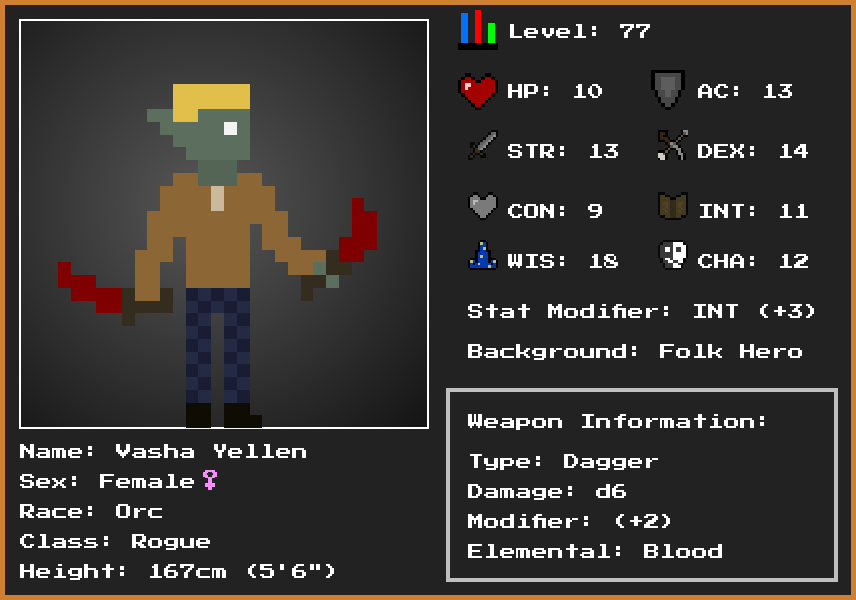 Level: 77
HP: 10 AC: 13
STR: 13 DEX: 14
CON: 9 INT: 11
WIS: 18 CHA: 12
Stat Modifier: INT (+3)
Background: Folk Hero
Weapon Information:
Type: Dagger
Damage: d6
Modifier: (+2)
Elemental: Blood
Name: Vasha Yellen
Sex: Female♀
Race: Orc
Class: Rogue
Height: 167cm (5'6")